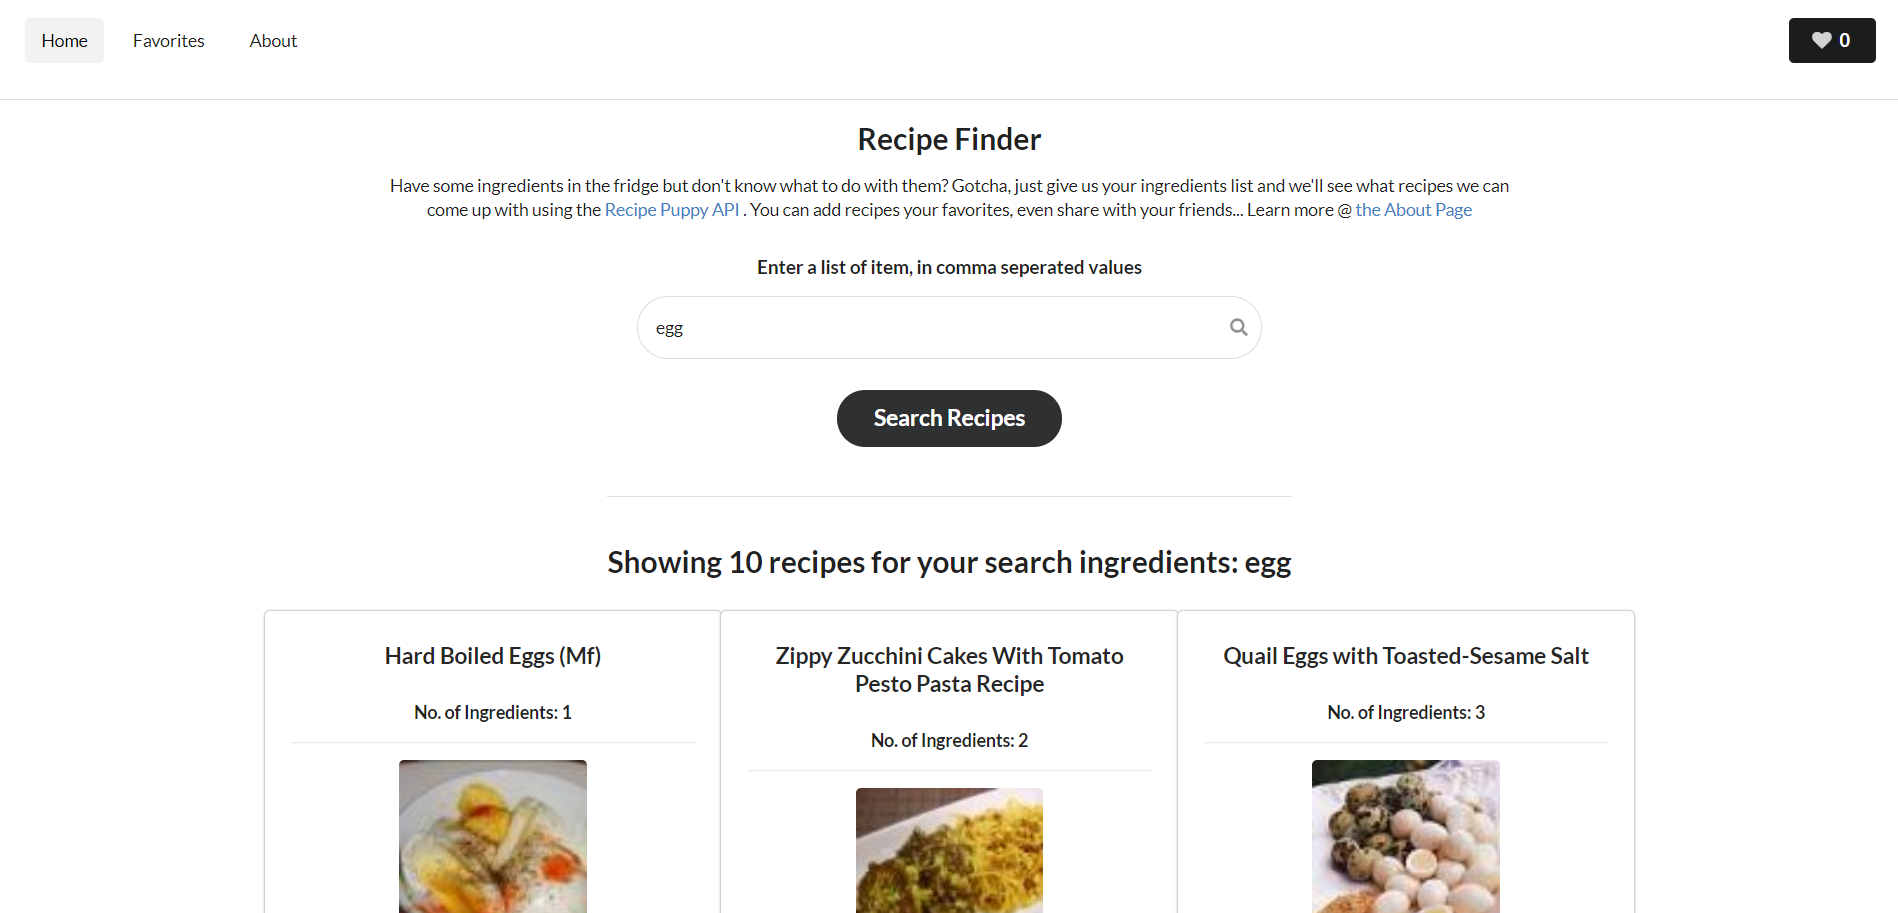 Home Favorites About 0
Recipe Finder
Have some ingredients in the fridge but don't know what to do with them? Gotcha, just give us your ingredients list and we'll see what recipes we can
come up with using the Recipe Puppy API . You can add recipes your favorites, even share with your friends... Learn more @ the About Page
Enter a list of item, in comma seperated values
egg
Search Recipes
Showing 10 recipes for your search ingredients: egg
Hard Boiled Eggs (Mf)
No. of Ingredients: 1
Zippy Zucchini Cakes With Tomato
Pesto Pasta Recipe
No. of Ingredients: 2
Quail Eggs with Toasted-Sesame Salt
No. of Ingredients: 3